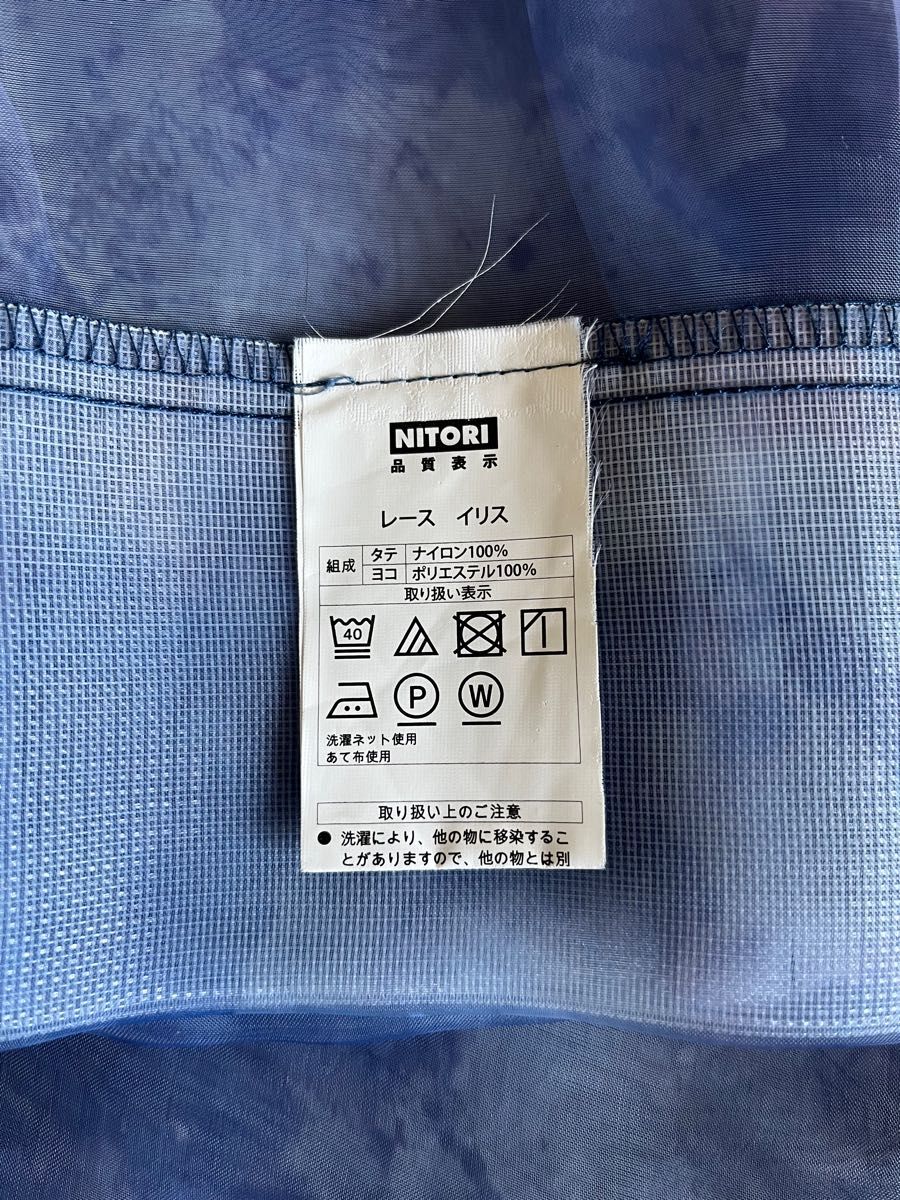 NITORI
品質表示
レース イリス
組成 タテ ナイロン100%
ヨコ ポリエステル100%
取り扱い表示
40
P W
洗濯ネット使用
あて布使用
取り扱い上のご注意
● 洗濯により、他の物に移染するこ
とがありますので、他の物とは別